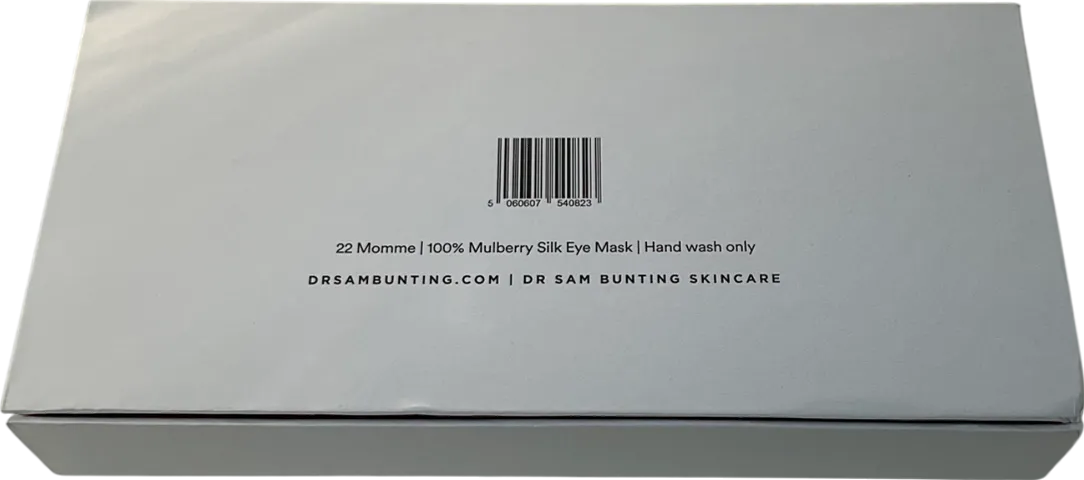 5 060607 540823
22 Momme | 100% Mulberry Silk Eye Mask | Hand wash only
DRSAMBUNTING.COM | DR SAM BUNTING SKINCARE